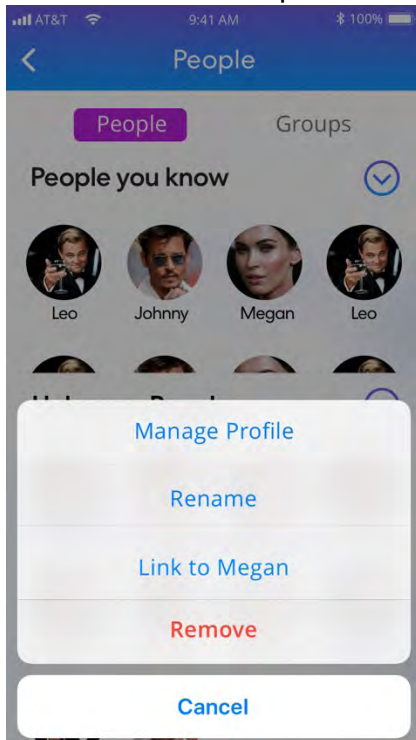 AT&T 9:41 AM 100%
People
People Groups
People you know
Leo Johnny Megan Leo
Manage Profile
Rename
Link to Megan
Remove
Cancel